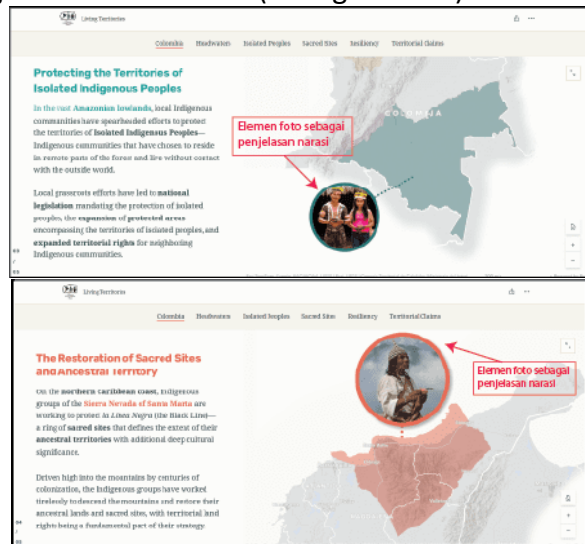 Living Territories
Colombia Headwaters Isolated Peoples Sacred Sites Resiliency Territorial Claims
Protecting the Territories of
Isolated Indigenous Peoples
In the vast Amazonian lowlands, local Indigenous
communities have spearheaded efforts to protect
the territories of Isolated Indigenous Peoples—
Indigenous communities that have chosen to reside
in remote parts of the forest and live without contact
with the outside world.
Local grassroots efforts have led to national
legislation mandating the protection of isolated
peoples, the expansion of protected areas
encompassing the territories of isolated peoples, and
expanded territorial rights for neighboring
Indigenous communities.
COLOMBIA
Elemen foto sebagai
penjelasan narasi
Living Territories
Colombia Headwaters Isolated Peoples Sacred Sites Resiliency Territorial Claims
The Restoration of Sacred Sites
and Ancestral Territory
On the northern Caribbean coast, Indigenous
groups of the Sierra Nevada of Santa Marta are
working to protect la Línea Negra (the Black Line)—
a ring of sacred sites that defines the extent of their
ancestral territories with additional deep cultural
significance.
Driven high into the mountains by centuries of
colonization, the Indigenous groups have worket
tirelessly to descend the mountains and restore their
ancestral lands and sacred sites, with territorial land
rights being a fundamental part of their strategy.
Elemen foto sebagai
penjelasan narasi